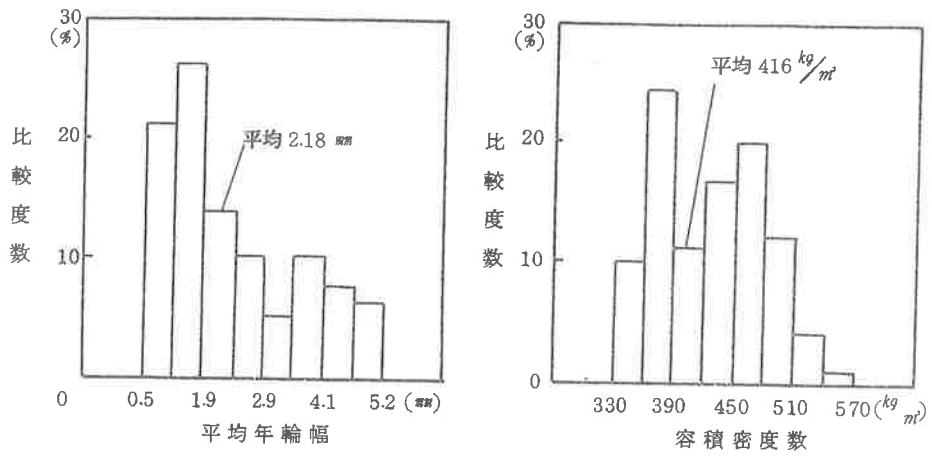 30
(%)
20
10
0
比較度数
平均 2.18 mm
0.5 1.9 2.9 4.1 5.2 (mm)
平均年輪幅
30
(%)
20
10
0
比較度数
平均 416 kg/m³
330 390 450 510 570 (kg/m³)
容積密度数